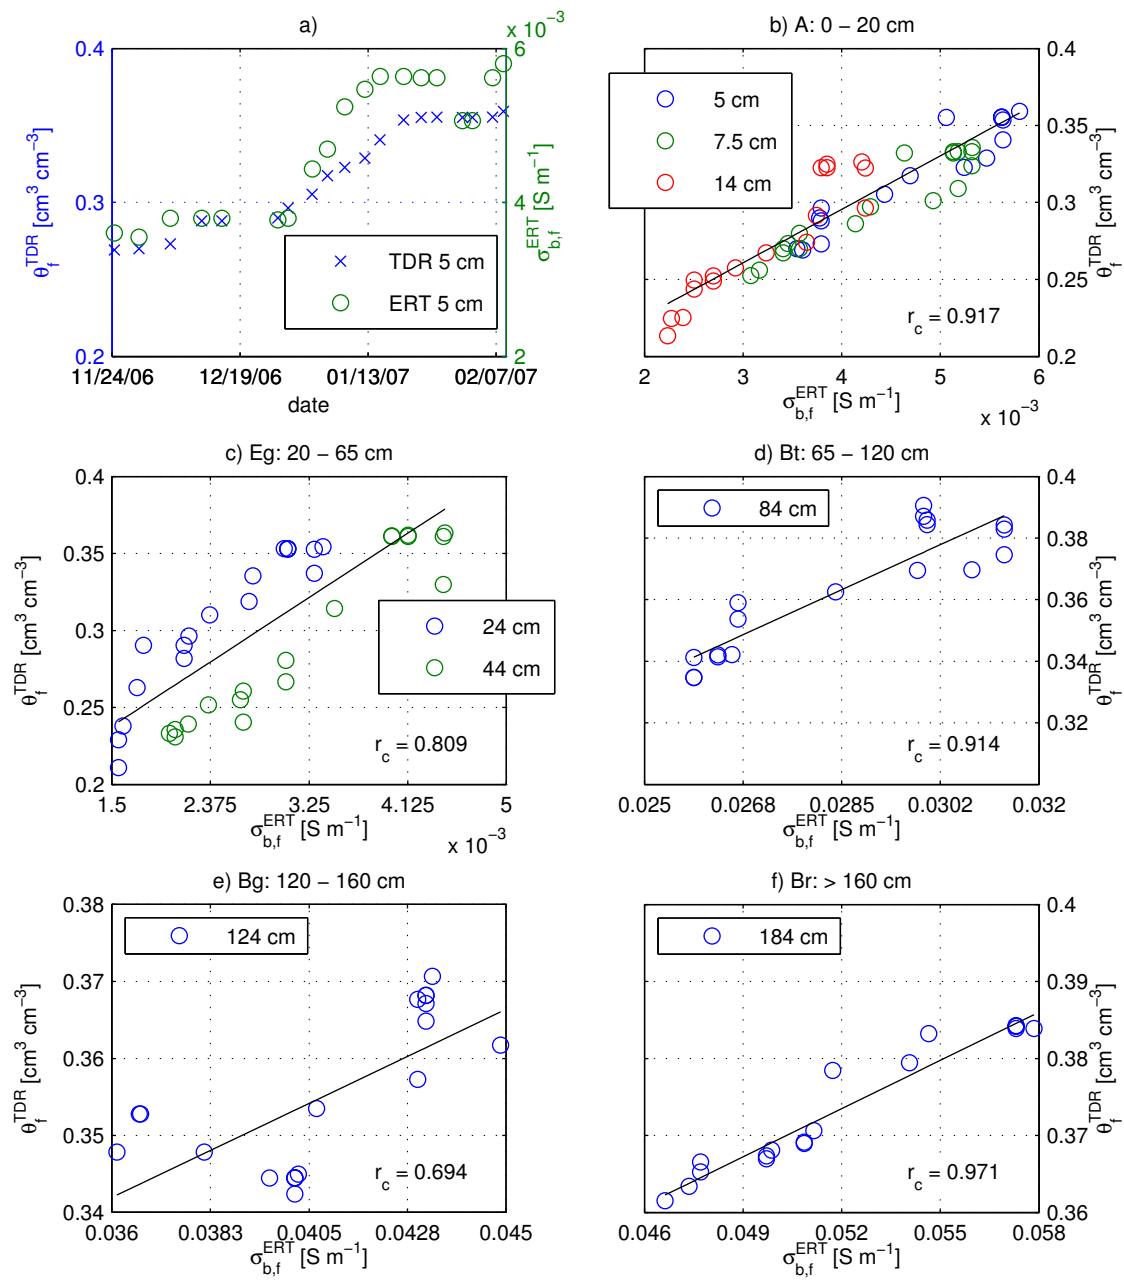 a)
x 10⁻³
0.4
0.3
0.2
θ_f^TDR [cm³ cm⁻³]
6
4
2
σ_b,f^ERT [S m⁻¹]
TDR 5 cm
ERT 5 cm
11/24/06 12/19/06 01/13/07 02/07/07
date
b) A: 0 − 20 cm
5 cm
7.5 cm
14 cm
0.4
0.35
0.3
0.25
0.2
θ_f^TDR [cm³ cm⁻³]
r_c = 0.917
2 3 4 5 6
σ_b,f^ERT [S m⁻¹]
x 10⁻³
c) Eg: 20 − 65 cm
0.4
0.35
0.3
0.25
0.2
θ_f^TDR [cm³ cm⁻³]
24 cm
44 cm
r_c = 0.809
1.5 2.375 3.25 4.125 5
σ_b,f^ERT [S m⁻¹]
x 10⁻³
d) Bt: 65 − 120 cm
84 cm
0.4
0.38
0.36
0.34
0.32
θ_f^TDR [cm³ cm⁻³]
r_c = 0.914
0.3
0.025 0.0268 0.0285 0.0302 0.032
σ_b,f^ERT [S m⁻¹]
e) Bg: 120 − 160 cm
124 cm
0.38
0.37
0.36
0.35
0.34
θ_f^TDR [cm³ cm⁻³]
r_c = 0.694
0.036 0.0383 0.0405 0.0428 0.045
σ_b,f^ERT [S m⁻¹]
f) Br: > 160 cm
184 cm
0.4
0.39
0.38
0.37
0.36
θ_f^TDR [cm³ cm⁻³]
r_c = 0.971
0.046 0.049 0.052 0.055 0.058
σ_b,f^ERT [S m⁻¹]